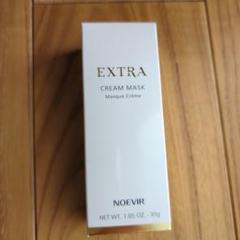 EXTRA
CREAM MASK
Masque Crème
NOEVIR
NET WT. 1.05 OZ. - 30g